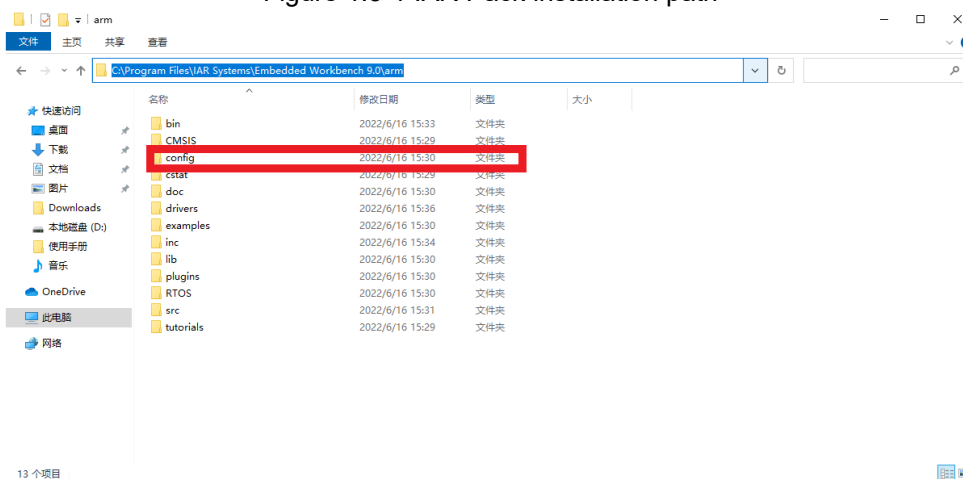 arm
文件 主页 共享 查看
C:\Program Files\IAR Systems\Embedded Workbench 9.0\arm
名称 修改日期 类型 大小
快速访问
桌面
下载
文档
图片
Downloads
本地磁盘 (D:)
使用手册
音乐
OneDrive
此电脑
网络
bin 2022/6/16 15:33 文件夹
CMSIS 2022/6/16 15:29 文件夹
config 2022/6/16 15:30 文件夹
cstat 2022/6/16 15:29 文件夹
doc 2022/6/16 15:30 文件夹
drivers 2022/6/16 15:36 文件夹
examples 2022/6/16 15:30 文件夹
inc 2022/6/16 15:34 文件夹
lib 2022/6/16 15:30 文件夹
plugins 2022/6/16 15:30 文件夹
RTOS 2022/6/16 15:30 文件夹
src 2022/6/16 15:31 文件夹
tutorials 2022/6/16 15:29 文件夹
13 个项目